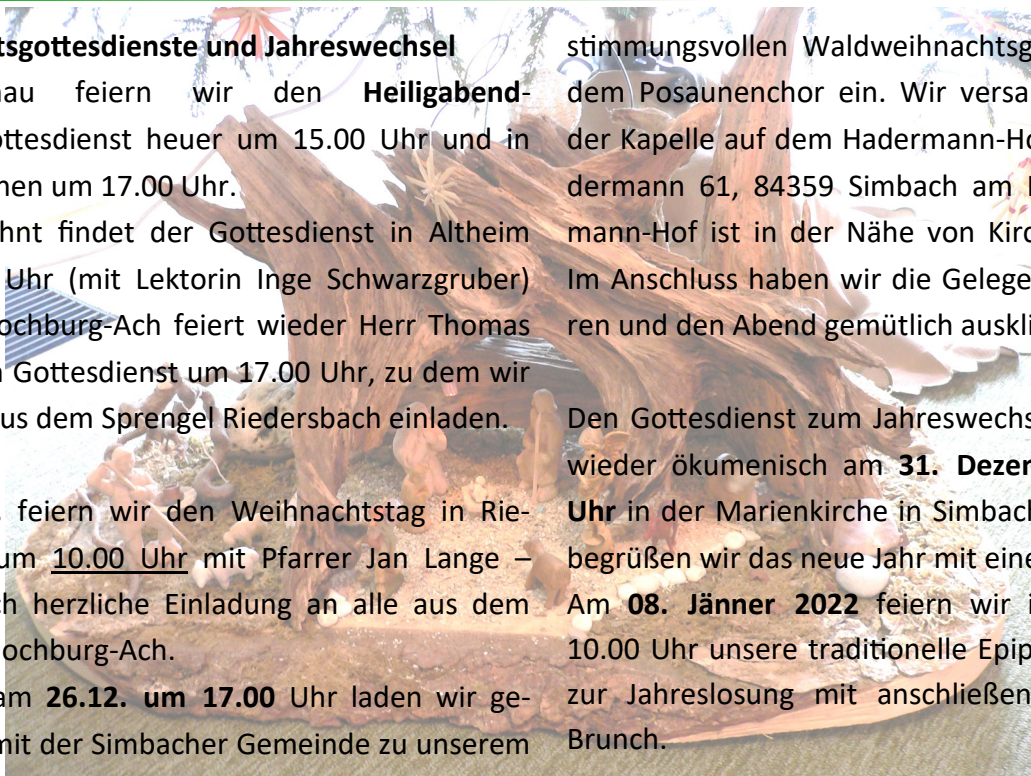 tsgottesdienste und Jahreswechsel
nau feiern wir den Heiligabend-
ottesdienst heuer um 15.00 Uhr und in
nen um 17.00 Uhr.
hnt findet der Gottesdienst in Altheim
Uhr (mit Lektorin Inge Schwarzgruber)
ochburg-Ach feiert wieder Herr Thomas
n Gottesdienst um 17.00 Uhr, zu dem wir
us dem Sprengel Riedersbach einladen.
feiern wir den Weihnachtstag in Rie-
um 10.00 Uhr mit Pfarrer Jan Lange –
ch herzliche Einladung an alle aus dem
ochburg-Ach.
am 26.12. um 17.00 Uhr laden wir ge-
mit der Simbacher Gemeinde zu unserem
stimmungsvollen Waldweihnachtsg
dem Posaunenchor ein. Wir versa
der Kapelle auf dem Hadermann-Ho
dermann 61, 84359 Simbach am
mann-Hof ist in der Nähe von Kirc
Im Anschluss haben wir die Gelege
ren und den Abend gemütlich auskli
Den Gottesdienst zum Jahreswechs
wieder ökumenisch am 31. Dezem
Uhr in der Marienkirche in Simbach
begrüßen wir das neue Jahr mit eine
Am 08. Jänner 2022 feiern wir i
10.00 Uhr unsere traditionelle Epip
zur Jahreslosung mit anschließen
Brunch.